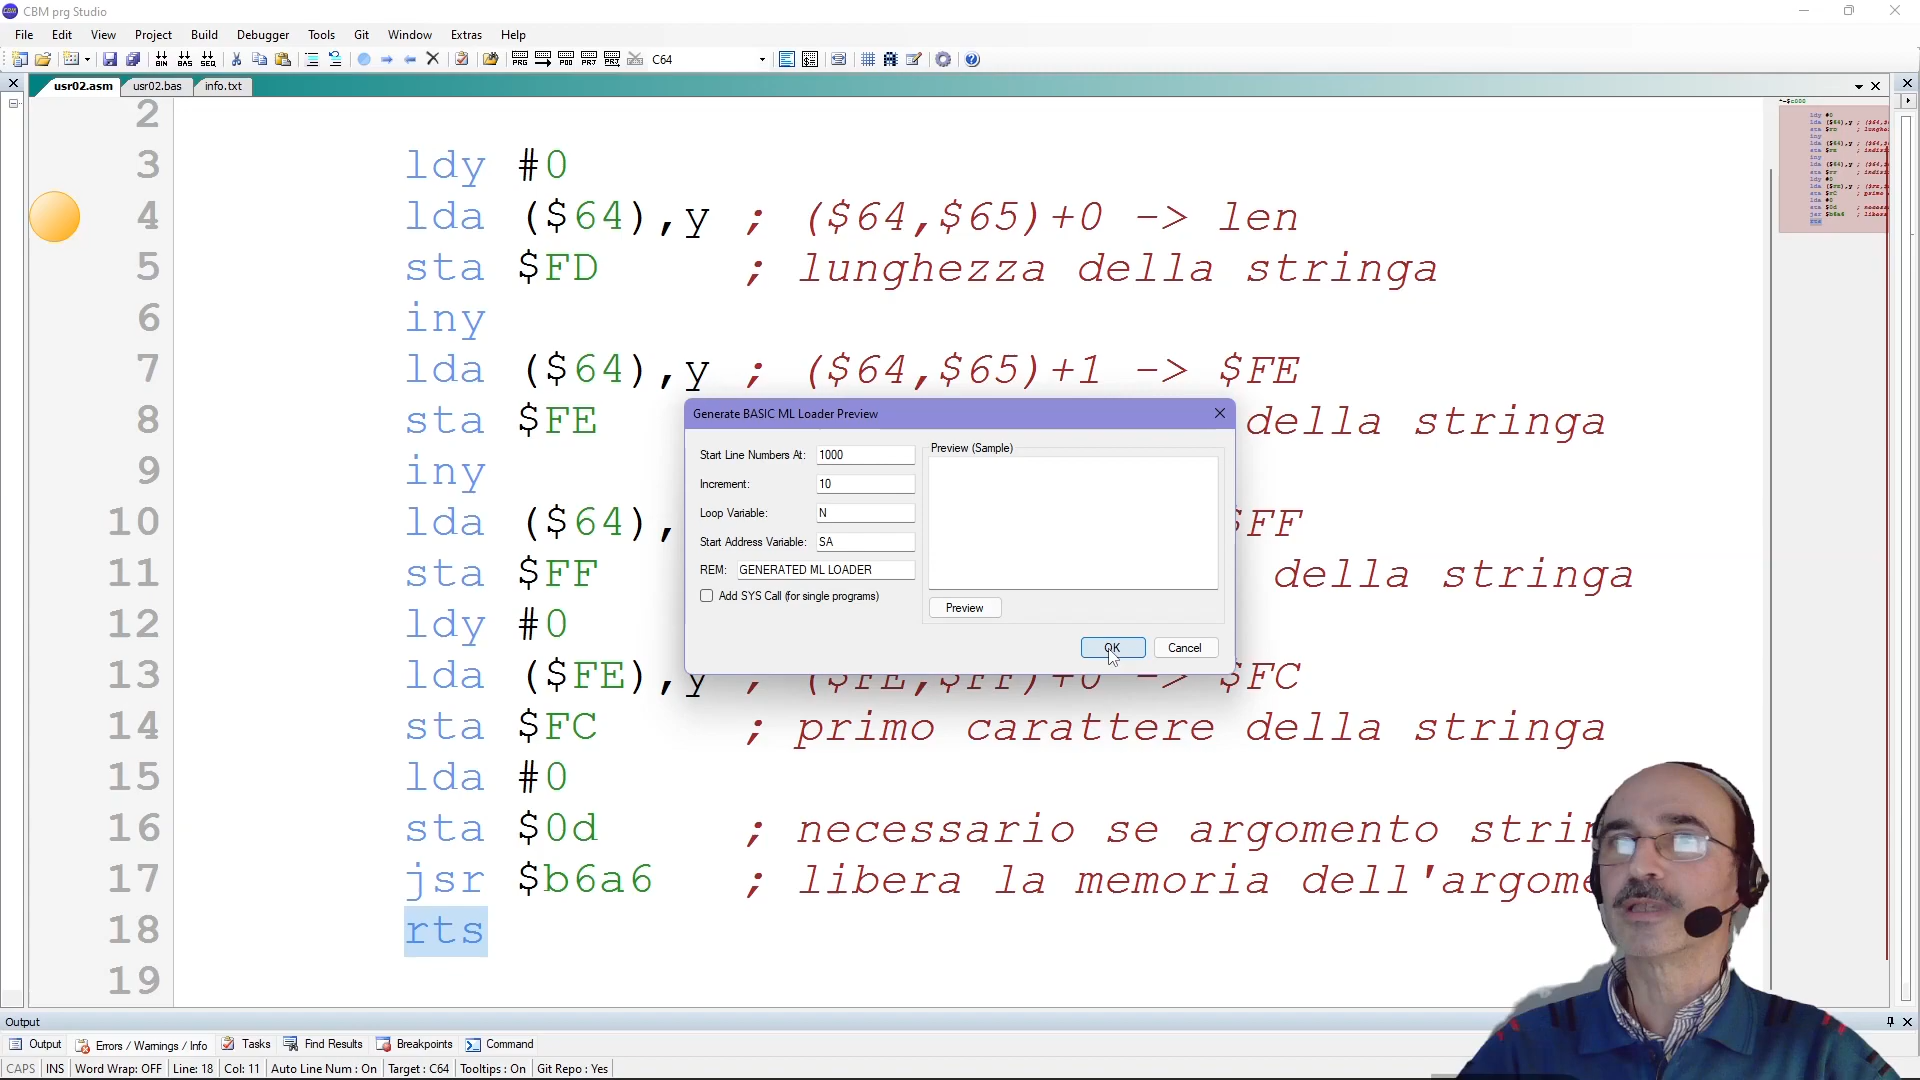 CBM prg Studio
File Edit View Project Build Debugger Tools Git Window Extras Help
C64
usr02.asm usr02.bas info.txt
2
3 ldy #0
4 lda ($64),y ; ($64,$65)+0 -> len
5 sta $FD ; lunghezza della stringa
6 iny
7 lda ($64),y ; ($64,$65)+1 -> $FE
8 sta $FE della stringa
9 iny
10 lda ($64), $FF
11 sta $FF della stringa
12 ldy #0
13 lda ($FE),y ; ($FE,$FF)+0 -> $FC
14 sta $FC ; primo carattere della stringa
15 lda #0
16 sta $0d ; necessario se argomento strin
17 jsr $b6a6 ; libera la memoria dell'argome
18 rts
19
Generate BASIC ML Loader Preview
Start Line Numbers At: 1000
Increment: 10
Loop Variable: N
Start Address Variable: SA
REM: GENERATED ML LOADER
Add SYS Call (for single programs)
Preview (Sample)
Preview
OK Cancel
Output
Output Errors / Warnings / Info Tasks Find Results Breakpoints Command
CAPS INS Word Wrap: OFF Line: 18 Col: 11 Auto Line Num : On Target : C64 Tooltips : On Git Repo : Yes